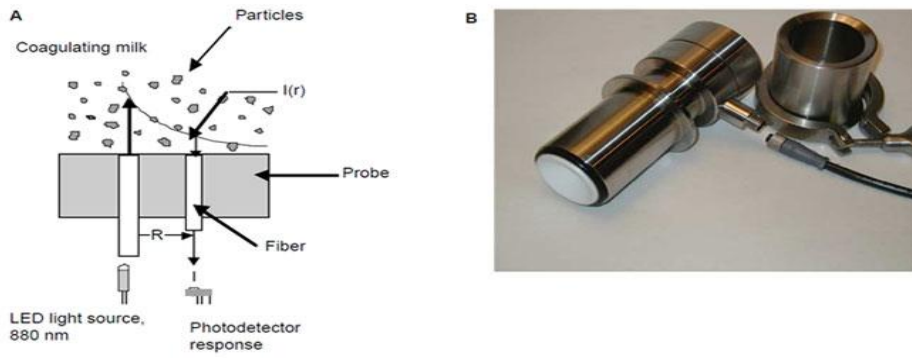 A
Particles
Coagulating milk
I(r)
Probe
R
Fiber
LED light source,
880 nm
Photodetector
response
B